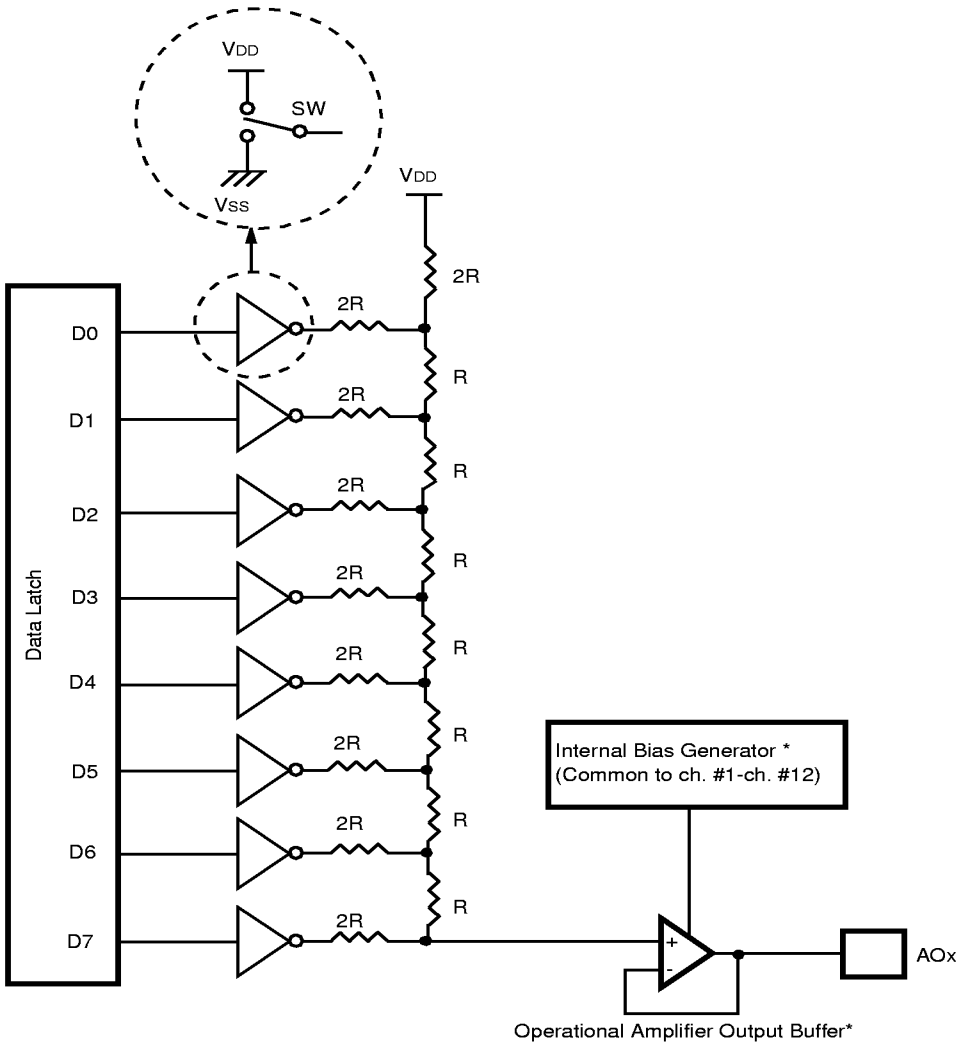 VDD
SW
VSS
VDD
2R
D0
2R
R
D1
2R
R
D2
2R
R
D3
2R
R
Data Latch
D4
2R
R
D5
2R
R
D6
2R
R
D7
2R
Internal Bias Generator *
(Common to ch. #1-ch. #12)
+
-
AOx
Operational Amplifier Output Buffer*